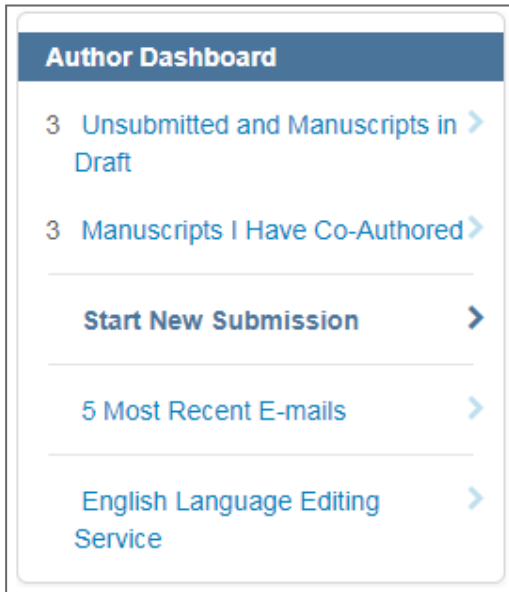 Author Dashboard
3 Unsubmitted and Manuscripts in
Draft
3 Manuscripts I Have Co-Authored
Start New Submission
5 Most Recent E-mails
English Language Editing
Service